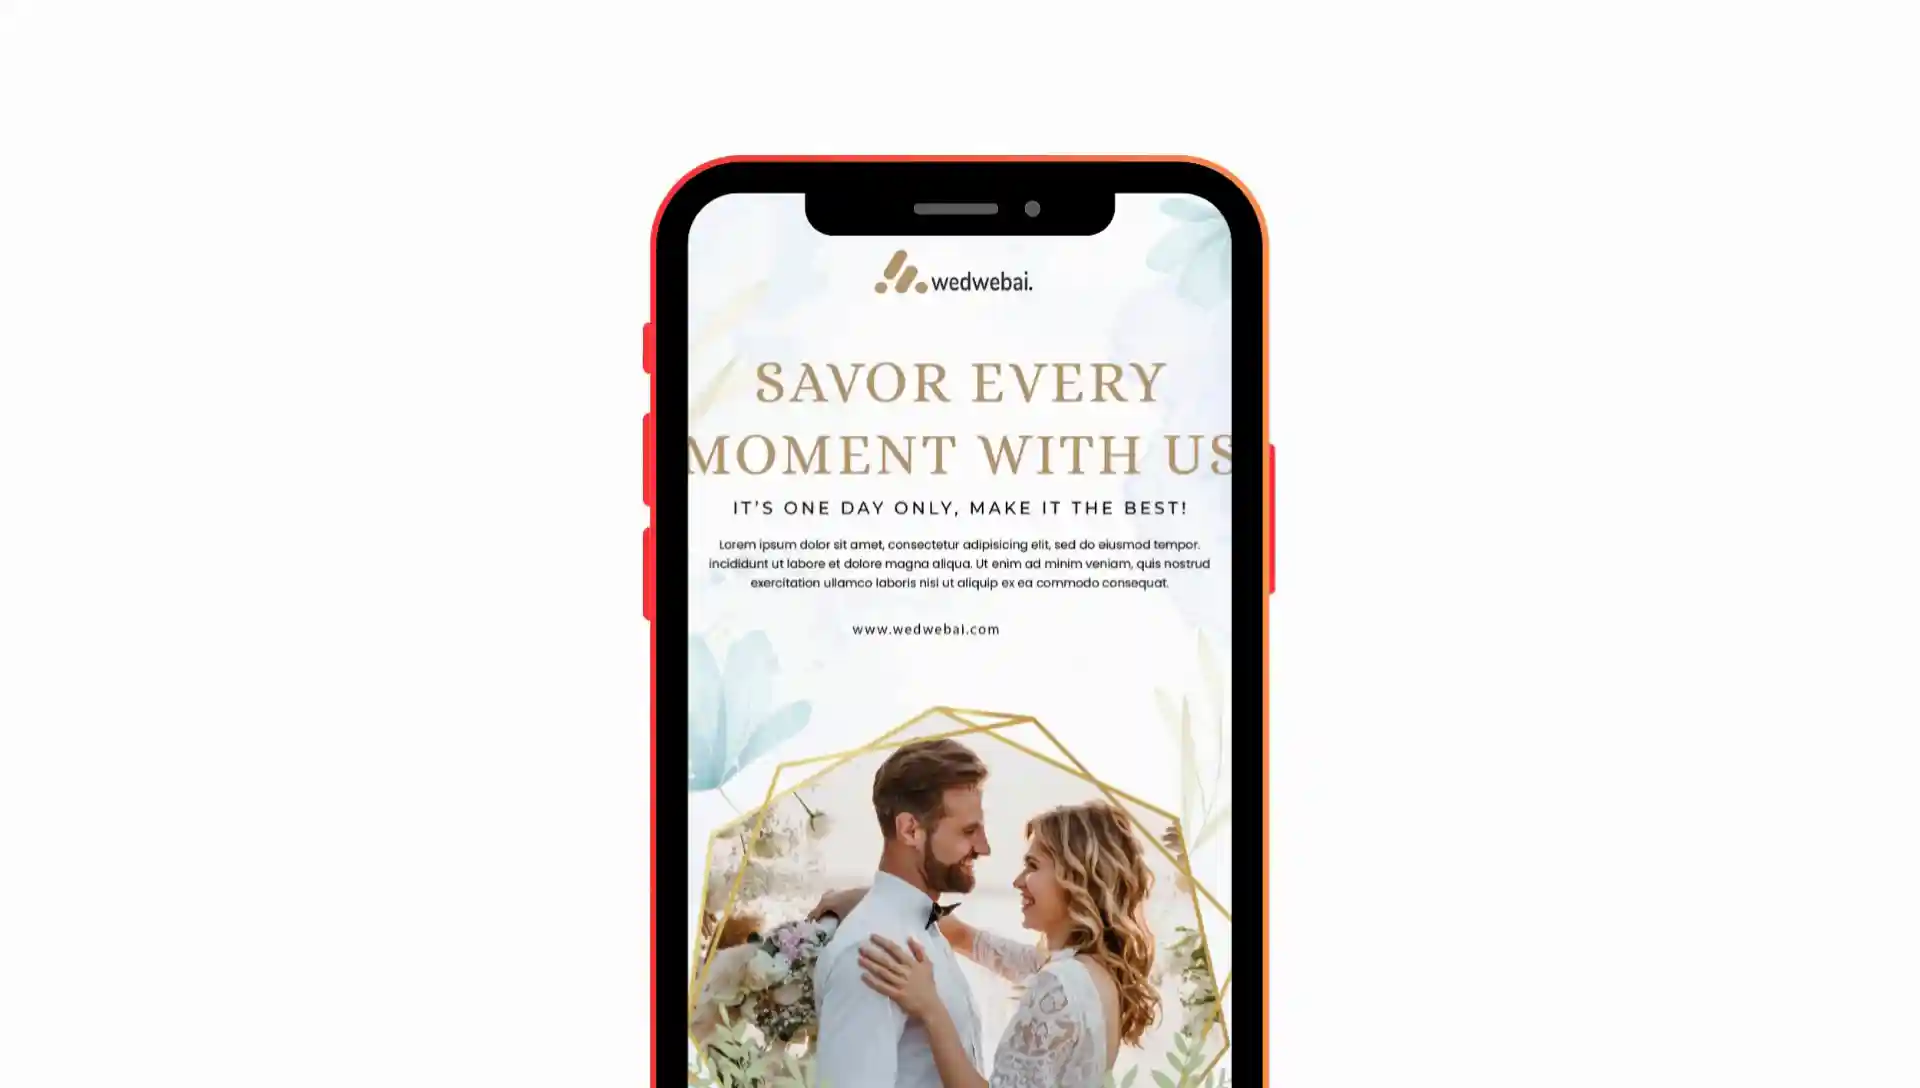 wedwebai.
SAVOR EVERY
MOMENT WITH US
IT'S ONE DAY ONLY, MAKE IT THE BEST!
Lorem ipsum dolor sit amet, consectetur adipisicing elit, sed do eiusmod tempor.
incididunt ut labore et dolore magna aliqua. Ut enim ad minim veniam, quis nostrud
exercitation ullamco laboris nisi ut aliquip ex ea commodo consequat.
www.wedwebai.com